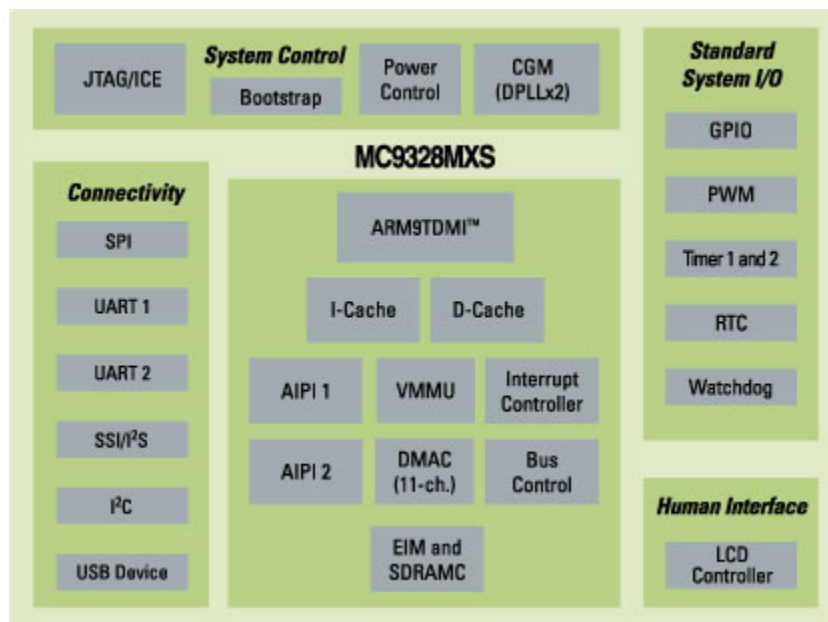 System Control
JTAG/ICE
Bootstrap
Power
Control
CGM
(DPLLx2)
Standard
System I/O
GPIO
PWM
Timer 1 and 2
RTC
Watchdog
MC9328MXS
Connectivity
SPI
UART 1
UART 2
SSI/I²S
I²C
USB Device
ARM9TDMI™
I-Cache
D-Cache
AIPI 1
VMMU
Interrupt
Controller
AIPI 2
DMAC
(11-ch.)
Bus
Control
EIM and
SDRAMC
Human Interface
LCD
Controller